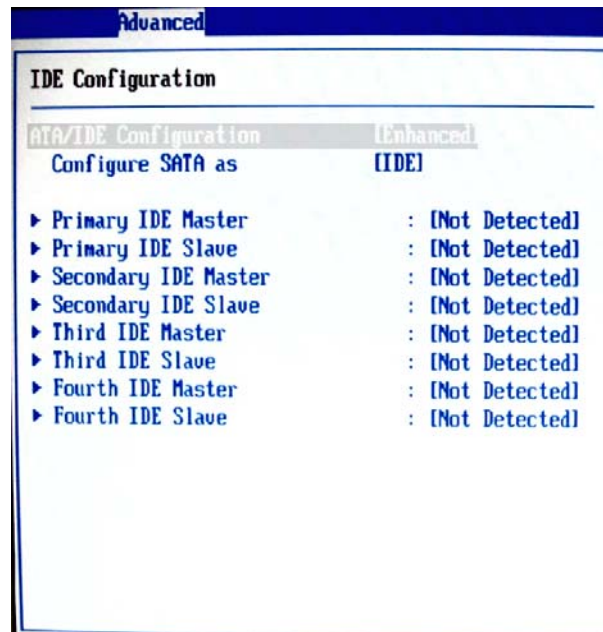 Advanced
IDE Configuration
ATA/IDE Configuration [Enhanced]
Configure SATA as [IDE]
Primary IDE Master : [Not Detected]
Primary IDE Slave : [Not Detected]
Secondary IDE Master : [Not Detected]
Secondary IDE Slave : [Not Detected]
Third IDE Master : [Not Detected]
Third IDE Slave : [Not Detected]
Fourth IDE Master : [Not Detected]
Fourth IDE Slave : [Not Detected]